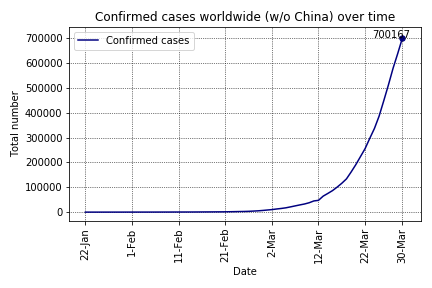 Confirmed cases worldwide (w/o China) over time
700167
Confirmed cases
700000
600000
500000
400000
300000
200000
100000
0
Total number
22-Jan
1-Feb
11-Feb
21-Feb
2-Mar
12-Mar
22-Mar
30-Mar
Date